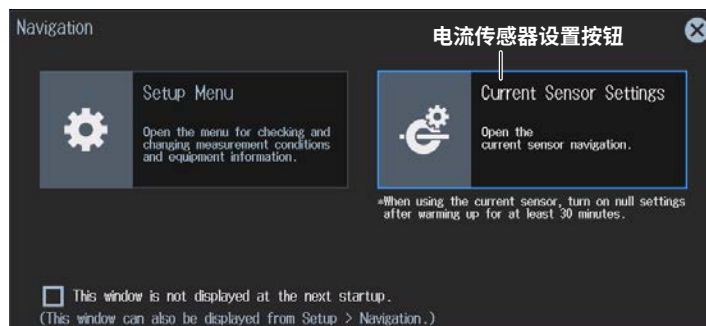 Navigation
电流传感器设置按钮
Setup Menu
Open the menu for checking and
changing measurement conditions
and equipment information.
Current Sensor Settings
Open the
current sensor navigation.
*When using the current sensor, turn on null settings
after warming up for at least 30 minutes.
This window is not displayed at the next startup.
(This window can also be displayed from Setup > Navigation.)